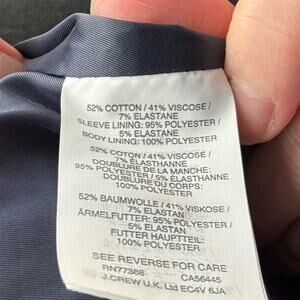 52% COTTON / 41% VISCOSE /
7% ELASTANE
SLEEVE LINING: 95% POLYESTER /
5% ELASTANE
BODY LINING: 100% POLYESTER
52% COTON / 41% VISCOSE /
7% ÉLASTHANNE
DOUBLURE DE LA MANCHE:
95% POLYESTER / 5% ÉLASTHANNE
DOUBLURE DU CORPS:
100% POLYESTER
52% BAUMWOLLE / 41% VISKOSE /
7% ELASTAN
ÄRMELFUTTER: 95% POLYESTER /
5% ELASTAN
FUTTER HAUPTTEIL:
100% POLYESTER
SEE REVERSE FOR CARE
RN77388 CA56445
J.CREW U.K. Ltd EC4V 6JA